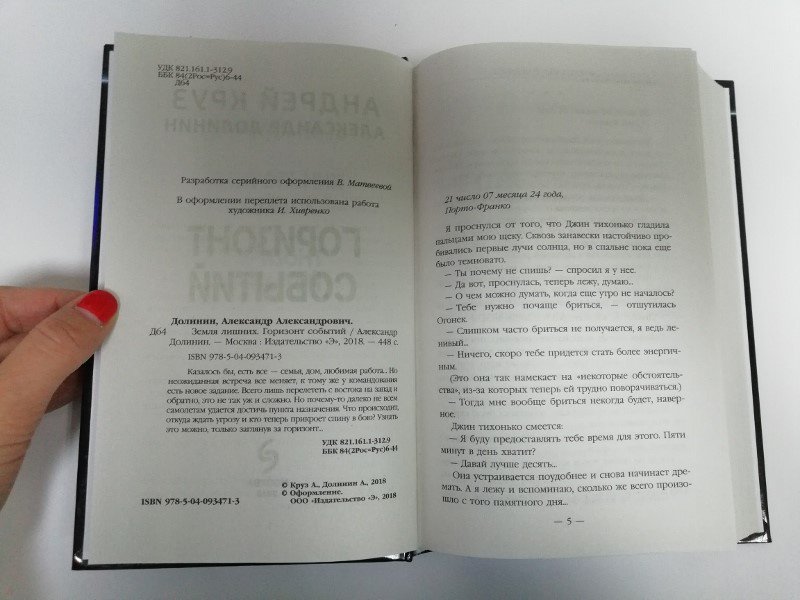 УДК 821.161.1-312.9
ББК 84(2Рос=Рус)6-44
Д64
АНДРЕЙ КРУЗ
АЛЕКСАНДР ДОЛИНИН
Разработка серийного оформления В. Матвеевой
В оформлении переплета использована работа
художника И. Хивренко
ГОРИЗОНТ
СОБЫТИЙ
Долинин, Александр Александрович.
Д64 Земля лишних. Горизонт событий / Александр
Долинин. — Москва : Издательство «Э», 2018. — 448 с.
ISBN 978-5-04-093471-3
Казалось бы, есть все — семья, дом, любимая работа... Но
неожиданная встреча все меняет, к тому же у командования
есть новое задание. Всего лишь перелететь с востока на запад и
обратно, это не так уж и сложно. Но почему-то далеко не всем
самолетам удается достичь пункта назначения. Что происходит,
откуда ждать угрозу и кто теперь прикроет спину в бою? Узнать
это можно, только заглянув за горизонт...
УДК 821.161.1-312.9
ББК 84(2Рос=Рус)6-44
© Круз А., Долинин А., 2018
© Оформление.
ООО «Издательство «Э», 2018
ISBN 978-5-04-093471-3
21 число 07 месяца 24 года,
Порто-Франко
Я проснулся от того, что Джин тихонько гладила
пальцами мою щеку. Сквозь занавески настойчиво про-
бивались первые лучи солнца, но в спальне пока еще
было темновато.
— Ты почему не спишь? — спросил я у нее.
— Да вот, проснулась, теперь лежу, думаю...
— О чем можно думать, когда еще утро не началось?
— Тебе нужно почаще бриться, — отшутилась
Огонек.
— Слишком часто бриться не получается, я ведь ле-
нивый...
— Ничего, скоро тебе придется стать более энергич-
ным.
(Это она так намекает на «некоторые обстоятель-
ства», из-за которых теперь ей трудно поворачиваться.)
— Тогда мне вообще бриться некогда будет, навер-
ное.
Джин тихонько смеется:
— Я буду предоставлять тебе время для этого. Пяти
минут в день хватит?
— Давай лучше десять...
Она устраивается поудобнее и снова начинает дре-
мать. А я лежу и вспоминаю, сколько же всего произо-
шло с того памятного дня...
— 5 —